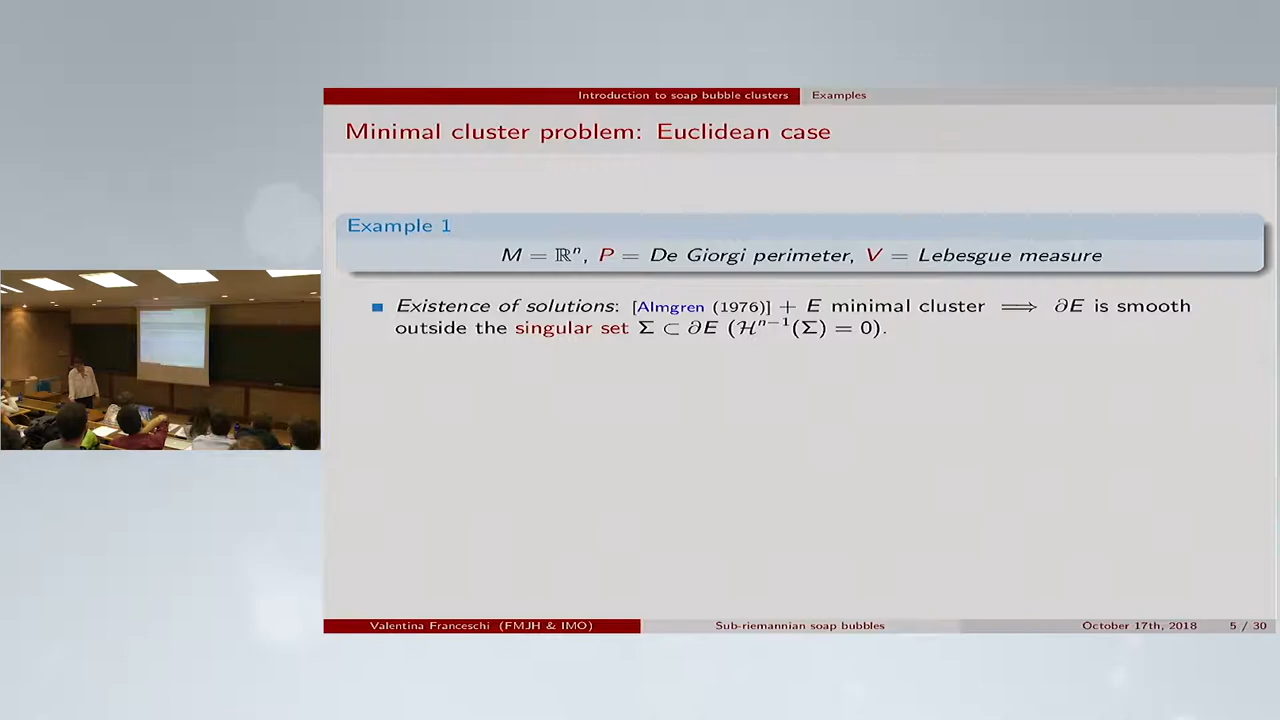 Introduction to soap bubble clusters Examples
Minimal cluster problem: Euclidean case
Example 1
M = ℝⁿ, P = De Giorgi perimeter, V = Lebesgue measure
Existence of solutions: [Almgren (1976)] + E minimal cluster ⟹ ∂E is smooth
outside the singular set Σ ⊂ ∂E (ℋⁿ⁻¹(Σ) = 0).
Valentina Franceschi (FMJH & IMO) Sub-riemannian soap bubbles October 17th, 2018 5 / 30